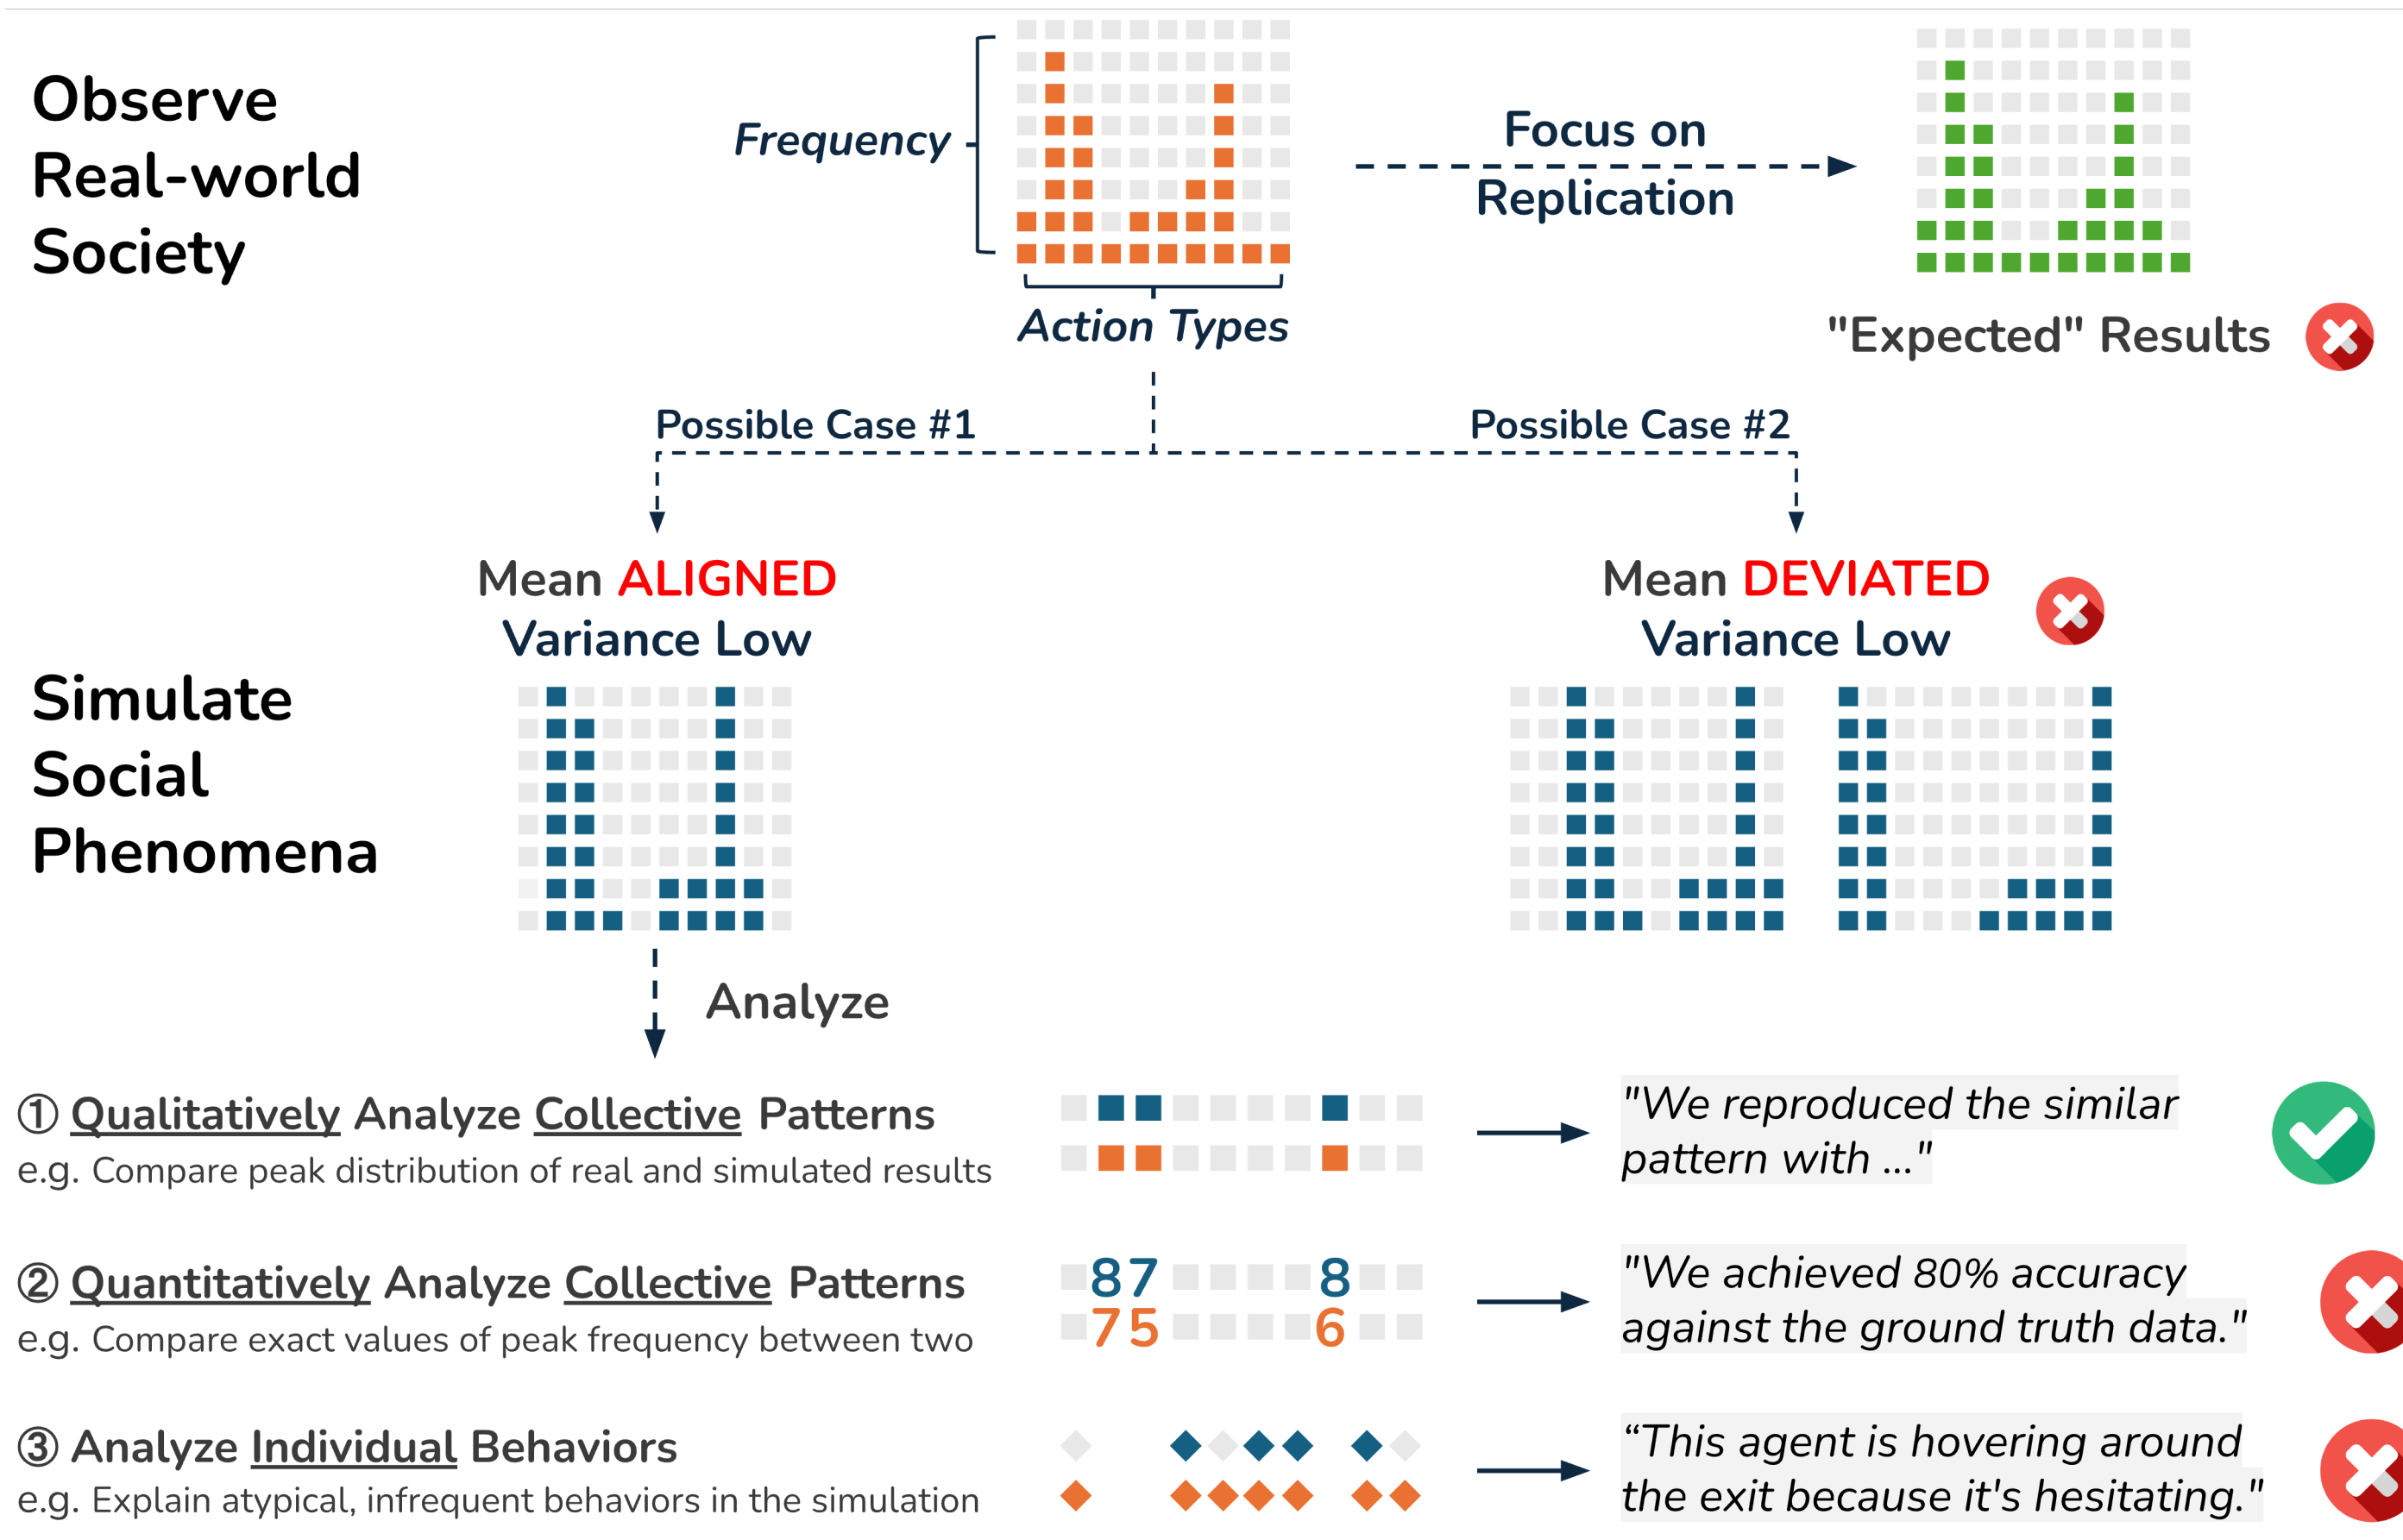 Observe
Real-world
Society
Frequency
Action Types
Focus on
Replication
"Expected" Results
Possible Case #1
Possible Case #2
Mean ALIGNED
Variance Low
Mean DEVIATED
Variance Low
Simulate
Social
Phenomena
Analyze
① Qualitatively Analyze Collective Patterns
e.g. Compare peak distribution of real and simulated results
"We reproduced the similar
pattern with ..."
② Quantitatively Analyze Collective Patterns
e.g. Compare exact values of peak frequency between two
87 8
75 6
"We achieved 80% accuracy
against the ground truth data."
③ Analyze Individual Behaviors
e.g. Explain atypical, infrequent behaviors in the simulation
“This agent is hovering around
the exit because it's hesitating."